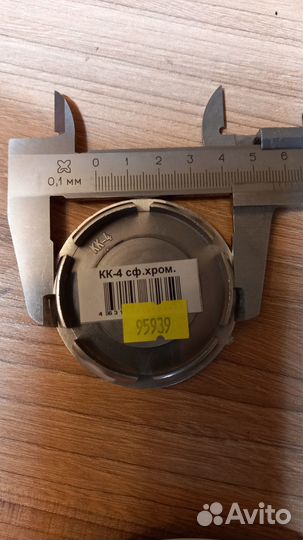 0 1 2 3 4 5 6
0,1 мм
КК-4
КК-4 сф.хром.
95939
Avito